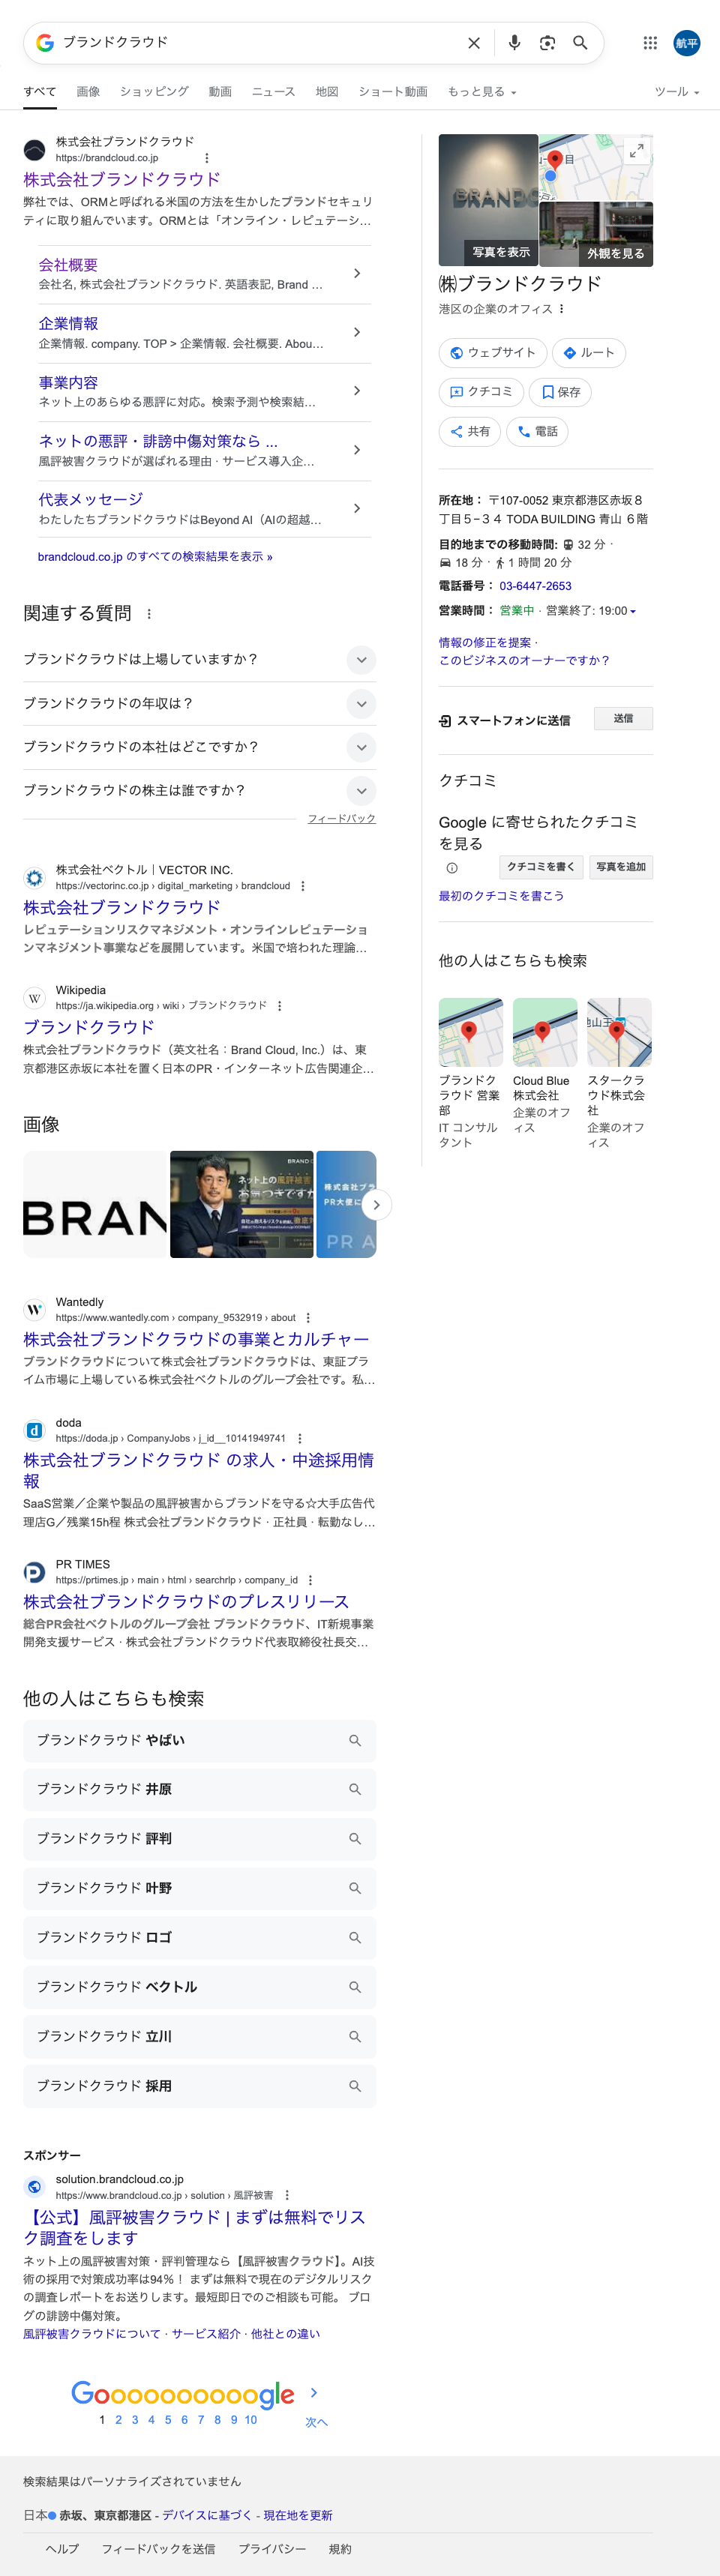 ブランドクラウド
航平
すべて 画像 ショッピング 動画 ニュース 地図 ショート動画 もっと見る ツール
株式会社ブランドクラウド
https://brandcloud.co.jp
株式会社ブランドクラウド
弊社では、ORMと呼ばれる米国の方法を生かしたブランドセキュリ
ティに取り組んでいます。ORMとは「オンライン・レピュテーシ...
会社概要
会社名, 株式会社ブランドクラウド. 英語表記, Brand ...
企業情報
企業情報. company. TOP > 企業情報. 会社概要. Abou...
事業内容
ネット上のあらゆる悪評に対応。検索予測や検索結...
ネットの悪評・誹謗中傷対策なら ...
風評被害クラウドが選ばれる理由 · サービス導入企...
代表メッセージ
わたしたちブランドクラウドはBeyond AI（AIの超越...
brandcloud.co.jp のすべての検索結果を表示 »
関連する質問
ブランドクラウドは上場していますか？
ブランドクラウドの年収は？
ブランドクラウドの本社はどこですか？
ブランドクラウドの株主は誰ですか？
フィードバック
株式会社ベクトル｜VECTOR INC.
https://vectorinc.co.jp › digital_marketing › brandcloud
株式会社ブランドクラウド
レピュテーションリスクマネジメント・オンラインレピュテーショ
ンマネジメント事業などを展開しています。米国で培われた理論...
W
Wikipedia
https://ja.wikipedia.org › wiki › ブランドクラウド
ブランドクラウド
株式会社ブランドクラウド（英文社名：Brand Cloud, Inc.）は、東
京都港区赤坂に本社を置く日本のPR・インターネット広告関連企...
画像
BRAN
ネット上の風評被害
株式会社ブラ
PR大使に
PR A
Wantedly
https://www.wantedly.com › company_9532919 › about
株式会社ブランドクラウドの事業とカルチャー
ブランドクラウドについて株式会社ブランドクラウドは、東証プラ
イム市場に上場している株式会社ベクトルのグループ会社です。私...
d
doda
https://doda.jp › CompanyJobs › j_id__10141949741
株式会社ブランドクラウド の求人・中途採用情
報
SaaS営業／企業や製品の風評被害からブランドを守る☆大手広告代
理店G／残業15h程 株式会社ブランドクラウド · 正社員 · 転勤なし...
PR TIMES
https://prtimes.jp › main › html › searchrlp › company_id
株式会社ブランドクラウドのプレスリリース
総合PR会社ベクトルのグループ会社 ブランドクラウド、IT新規事業
開発支援サービス · 株式会社ブランドクラウド代表取締役社長交...
他の人はこちらも検索
ブランドクラウド やばい
ブランドクラウド 井原
ブランドクラウド 評判
ブランドクラウド 叶野
ブランドクラウド ロゴ
ブランドクラウド ベクトル
ブランドクラウド 立川
ブランドクラウド 採用
スポンサー
solution.brandcloud.co.jp
https://www.brandcloud.co.jp › solution › 風評被害
【公式】風評被害クラウド | まずは無料でリス
ク調査をします
ネット上の風評被害対策・評判管理なら【風評被害クラウド】。AI技
術の採用で対策成功率は94%！ まずは無料で現在のデジタルリスク
の調査レポートをお送りします。最短即日でのご相談も可能。 ブロ
グの誹謗中傷対策。
風評被害クラウドについて · サービス紹介 · 他社との違い
Goooooooooogle
1 2 3 4 5 6 7 8 9 10 次へ
BRAND
目
写真を表示
外観を見る
㈱ブランドクラウド
港区の企業のオフィス
ウェブサイト ルート
クチコミ 保存
共有 電話
所在地： 〒107-0052 東京都港区赤坂８
丁目５−３４ TODA BUILDING 青山 ６階
目的地までの移動時間: 32 分 ·
18 分 · 1 時間 20 分
電話番号： 03-6447-2653
営業時間： 営業中 · 営業終了: 19:00
情報の修正を提案 ·
このビジネスのオーナーですか？
スマートフォンに送信 送信
クチコミ
Google に寄せられたクチコミ
を見る
クチコミを書く 写真を追加
最初のクチコミを書こう
他の人はこちらも検索
山王
ブランドク
ラウド 営業
部
IT コンサル
タント
Cloud Blue
株式会社
企業のオフ
ィス
スタークラ
ウド株式会
社
企業のオフ
ィス
検索結果はパーソナライズされていません
日本 赤坂、東京都港区 - デバイスに基づく - 現在地を更新
ヘルプ フィードバックを送信 プライバシー 規約